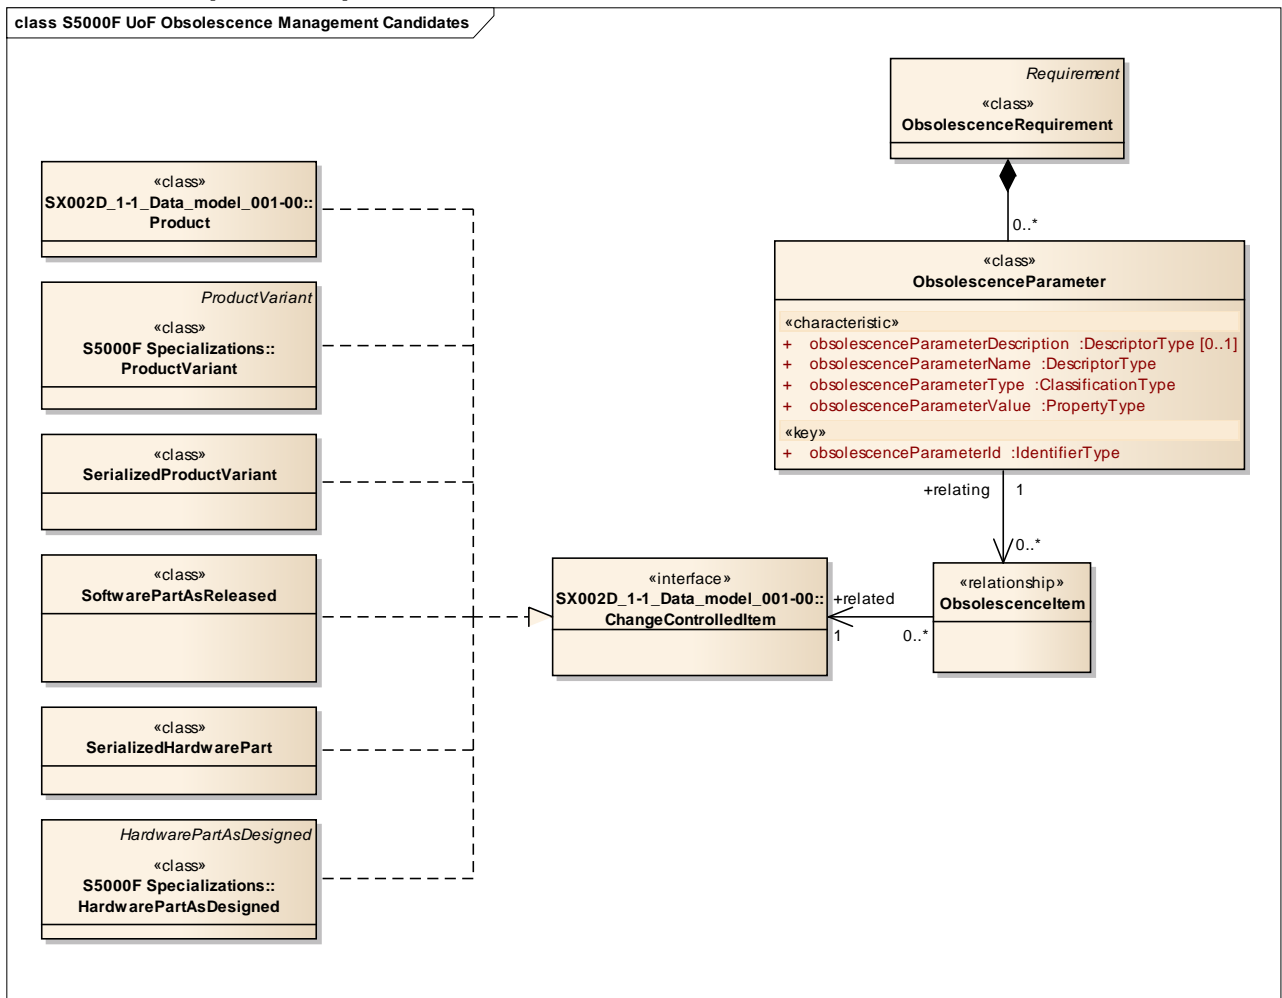 class S5000F UoF Obsolescence Management Candidates
Requirement
«class»
ObsolescenceRequirement
0..*
«class»
ObsolescenceParameter
«characteristic»
+ obsolescenceParameterDescription :DescriptorType [0..1]
+ obsolescenceParameterName :DescriptorType
+ obsolescenceParameterType :ClassificationType
+ obsolescenceParameterValue :PropertyType
«key»
+ obsolescenceParameterId :IdentifierType
+relating 1
0..*
«relationship»
ObsolescenceItem
+related
1 0..*
«interface»
SX002D_1-1_Data_model_001-00::
ChangeControlledItem
«class»
SX002D_1-1_Data_model_001-00::
Product
ProductVariant
«class»
S5000F Specializations::
ProductVariant
«class»
SerializedProductVariant
«class»
SoftwarePartAsReleased
«class»
SerializedHardwarePart
HardwarePartAsDesigned
«class»
S5000F Specializations::
HardwarePartAsDesigned